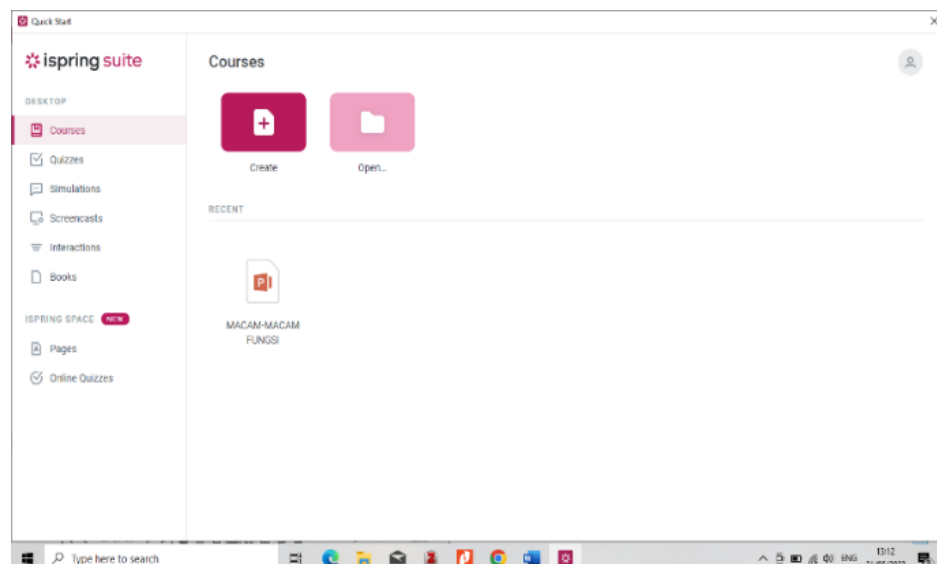 Quick Start
ispring suite
DESKTOP
Courses
Quizzes
Simulations
Screencasts
Interactions
Books
ISPRING SPACE NEW
Pages
Online Quizzes
Courses
Create
Open...
RECENT
MACAM-MACAM
FUNGSI
Type here to search
ENG
13:12